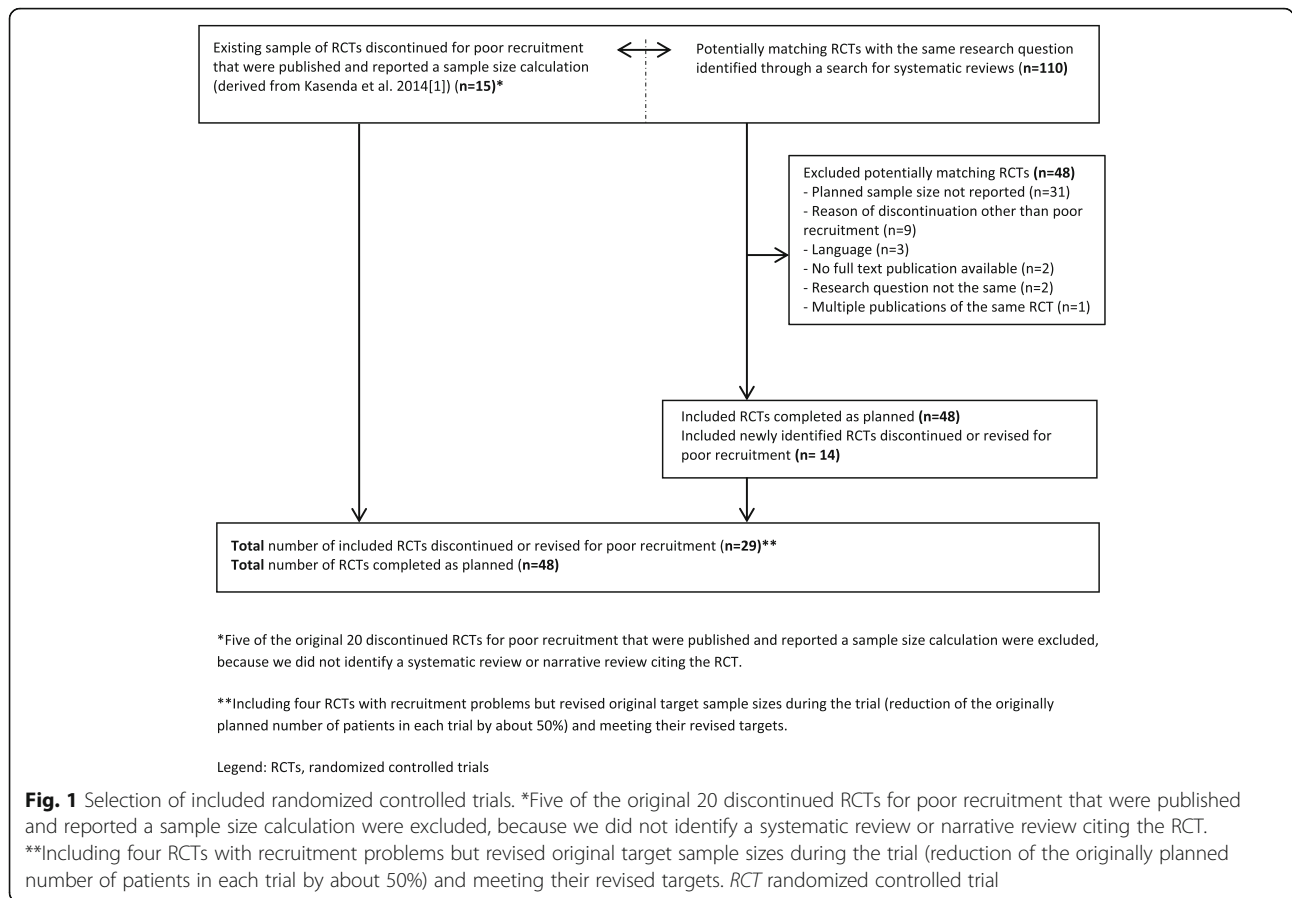 Existing sample of RCTs discontinued for poor recruitment
that were published and reported a sample size calculation
(derived from Kasenda et al. 2014[1]) (n=15)*
Potentially matching RCTs with the same research question
identified through a search for systematic reviews (n=110)
Excluded potentially matching RCTs (n=48)
- Planned sample size not reported (n=31)
- Reason of discontinuation other than poor
recruitment (n=9)
- Language (n=3)
- No full text publication available (n=2)
- Research question not the same (n=2)
- Multiple publications of the same RCT (n=1)
Included RCTs completed as planned (n=48)
Included newly identified RCTs discontinued or revised for
poor recruitment (n= 14)
Total number of included RCTs discontinued or revised for poor recruitment (n=29)**
Total number of RCTs completed as planned (n=48)
*Five of the original 20 discontinued RCTs for poor recruitment that were published and reported a sample size calculation were excluded,
because we did not identify a systematic review or narrative review citing the RCT.
**Including four RCTs with recruitment problems but revised original target sample sizes during the trial (reduction of the originally
planned number of patients in each trial by about 50%) and meeting their revised targets.
Legend: RCTs, randomized controlled trials
Fig. 1 Selection of included randomized controlled trials. *Five of the original 20 discontinued RCTs for poor recruitment that were published
and reported a sample size calculation were excluded, because we did not identify a systematic review or narrative review citing the RCT.
**Including four RCTs with recruitment problems but revised original target sample sizes during the trial (reduction of the originally planned
number of patients in each trial by about 50%) and meeting their revised targets. RCT randomized controlled trial